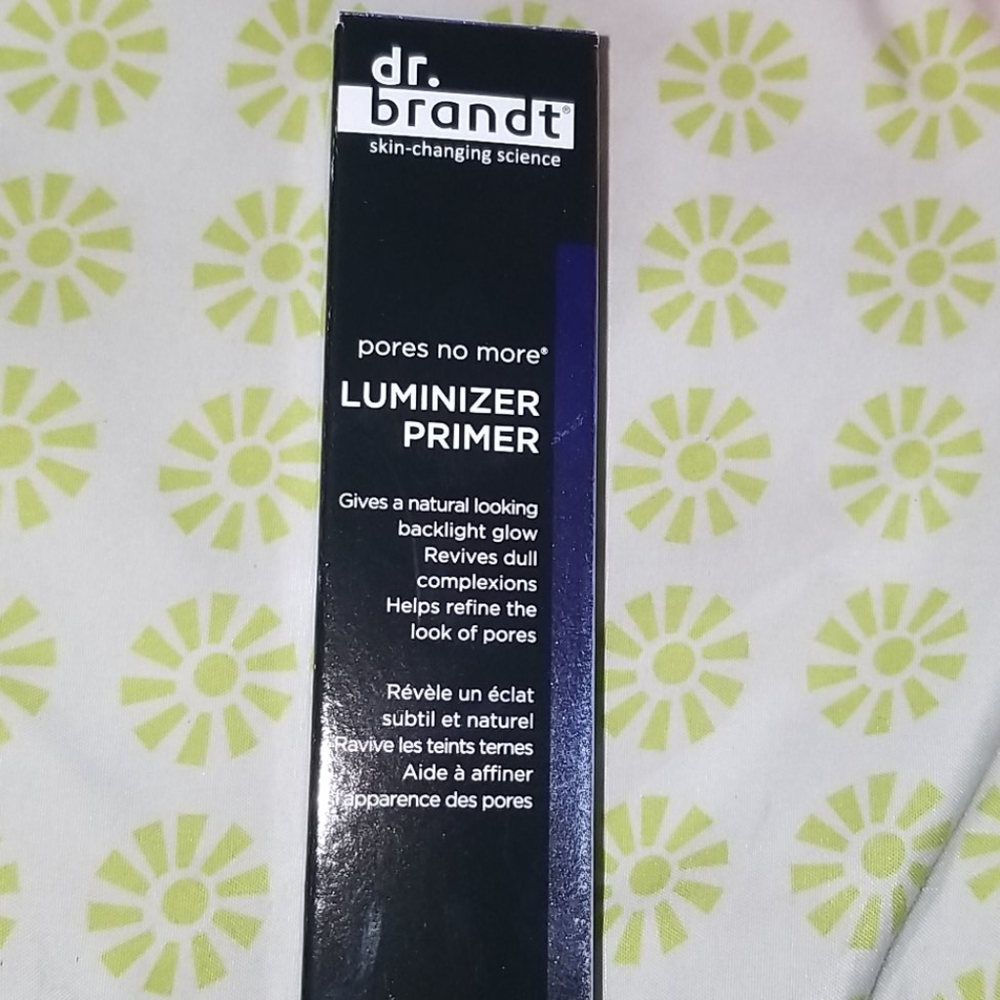 dr.
brandt®
skin-changing science
pores no more®
LUMINIZER
PRIMER
Gives a natural looking
backlight glow
Revives dull
complexions
Helps refine the
look of pores
Révèle un éclat
subtil et naturel
Ravive les teints ternes
Aide à affiner
l'apparence des pores